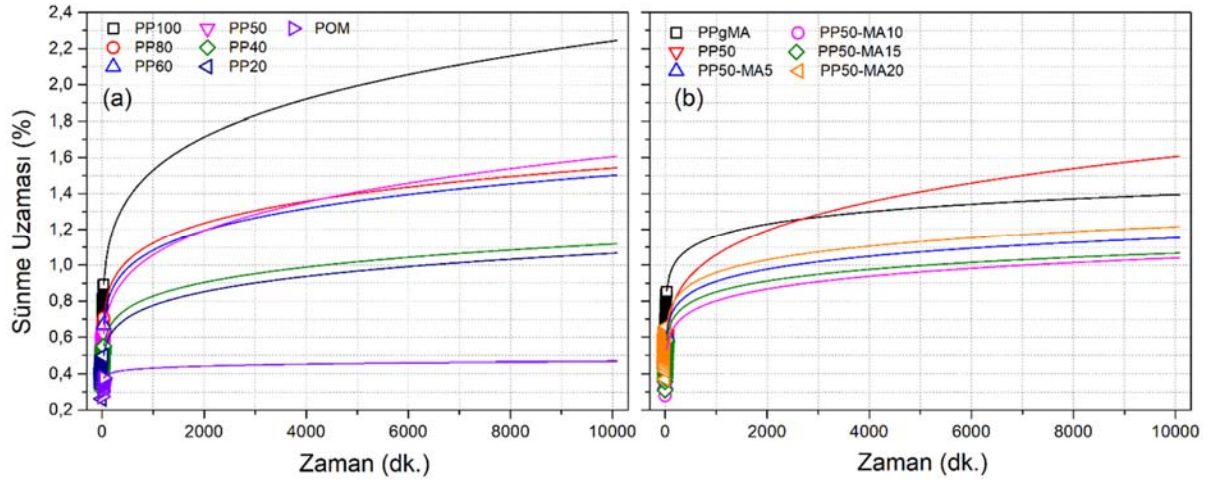 PP100 PP50 POM
PP80 PP40
PP60 PP20
(a)
Sünme Uzaması (%)
2,4
2,2
2,0
1,8
1,6
1,4
1,2
1,0
0,8
0,6
0,4
0,2
0 2000 4000 6000 8000 10000
Zaman (dk.)
PPgMA PP50-MA10
PP50 PP50-MA15
PP50-MA5 PP50-MA20
(b)
0 2000 4000 6000 8000 10000
Zaman (dk.)